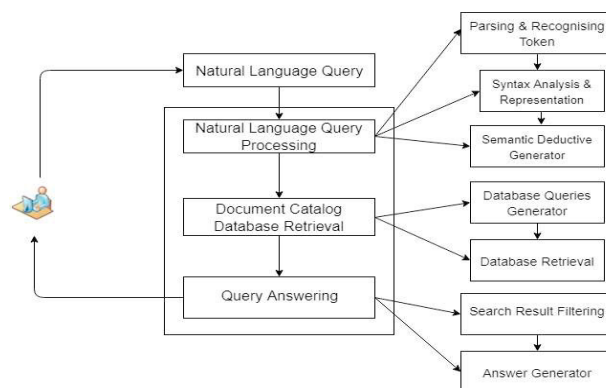 Natural Language Query
Natural Language Query
Processing
Document Catalog
Database Retrieval
Query Answering
Parsing & Recognising
Token
Syntax Analysis &
Representation
Semantic Deductive
Generator
Database Queries
Generator
Database Retrieval
Search Result Filtering
Answer Generator